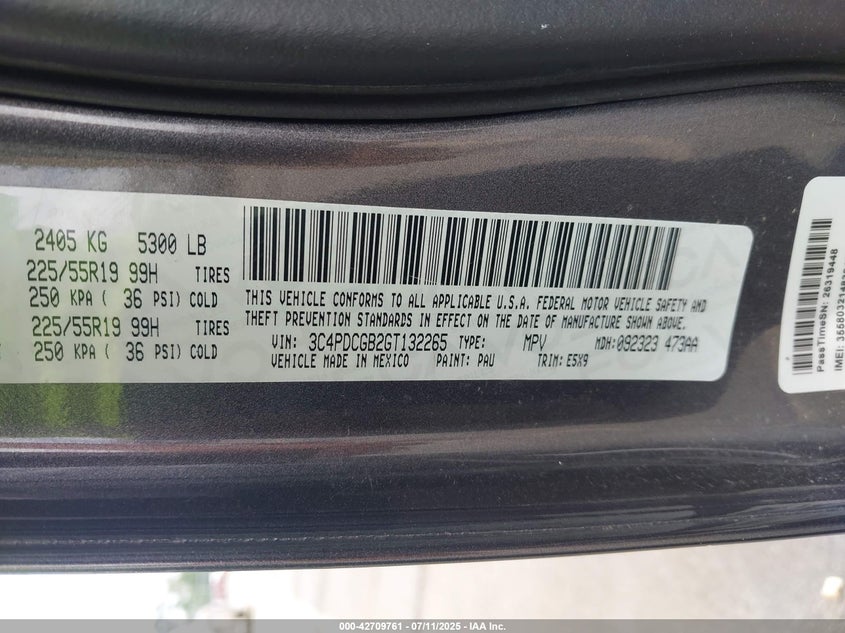 2405 KG 5300 LB
225/55R19 99H TIRES
250 KPA ( 36 PSI) COLD
225/55R19 99H TIRES
250 KPA ( 36 PSI) COLD
THIS VEHICLE CONFORMS TO ALL APPLICABLE U.S.A. FEDERAL MOTOR VEHICLE SAFETY AND
THEFT PREVENTION STANDARDS IN EFFECT ON THE DATE OF MANUFACTURE SHOWN ABOVE.
VIN: 3C4PDCGB2GT132265 TYPE: MPV MDH:092323 473AA
VEHICLE MADE IN MEXICO PAINT: PAU TRIM: E5X9
PassTimeSN: 26319448
IMEI:
000-42709761 - 07/11/2025 - IAA Inc.